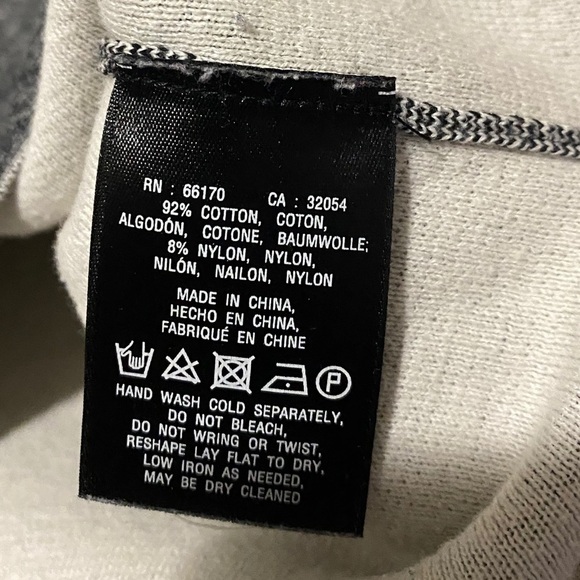 RN : 66170 CA : 32054
92% COTTON, COTON,
ALGODÓN, COTONE, BAUMWOLLE;
8% NYLON, NYLON,
NILÓN, NAILON, NYLON
MADE IN CHINA,
HECHO EN CHINA,
FABRIQUÉ EN CHINE
P
HAND WASH COLD SEPARATELY,
DO NOT BLEACH,
DO NOT WRING OR TWIST,
RESHAPE LAY FLAT TO DRY,
LOW IRON AS NEEDED,
MAY BE DRY CLEANED